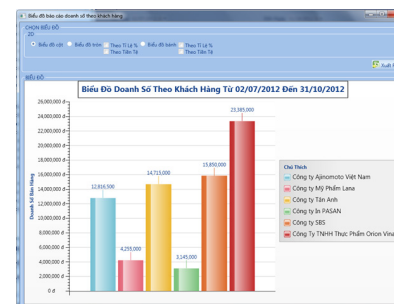 Biểu đồ báo cáo doanh số theo khách hàng
CHỌN BIỂU ĐỒ
2D
Biểu đồ cột Biểu đồ tròn Theo Tỉ Lệ % Biểu đồ bánh Theo Tỉ Lệ %
Theo Tiền Tệ Theo Tiền Tệ
Xuất
BIỂU ĐỒ
Biểu Đồ Doanh Số Theo Khách Hàng Từ 02/07/2012 Đến 31/10/2012
Doanh Số Bán Hàng
26,000,000 đ
24,000,000 đ
22,000,000 đ
20,000,000 đ
18,000,000 đ
16,000,000 đ
14,000,000 đ
12,000,000 đ
10,000,000 đ
8,000,000 đ
6,000,000 đ
4,000,000 đ
2,000,000 đ
0 đ
12,816,500
4,255,000
14,715,000
3,145,000
15,850,000
23,385,000
Chú Thích
Công ty Ajinomoto Việt Nam
Công ty Mỹ Phẩm Lana
Công ty Tân Anh
Công ty In PASAN
Công ty SBS
Công Ty TNHH Thực Phẩm Orion Vina